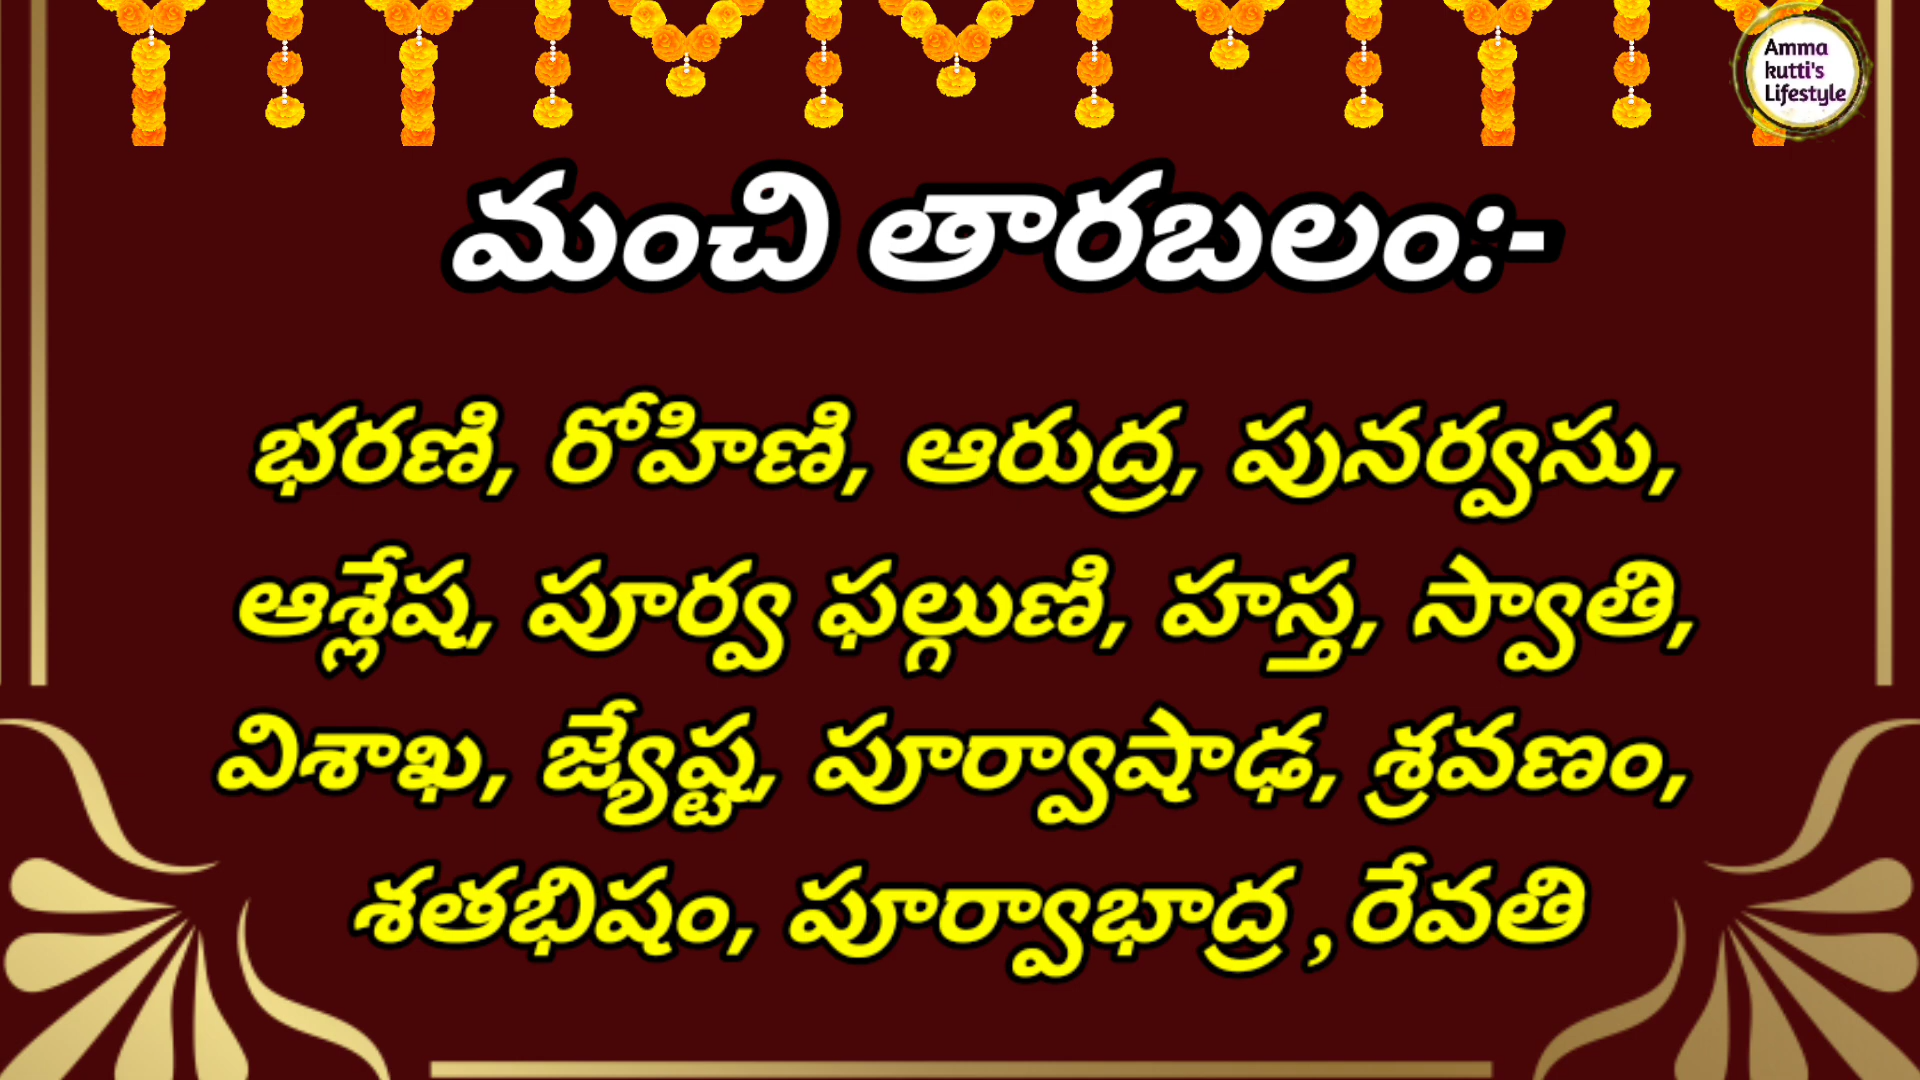 Amma
kutti's
Lifestyle
మంచి తారబలం:-
భరణి, రోహిణి, ఆరుద్ర, పునర్వసు,
ఆశ్లేష, పూర్వ ఫల్గుణి, హస్త, స్వాతి,
విశాఖ, జ్యేష్ట, పూర్వాషాఢ, శ్రవణం,
శతభిషం, పూర్వాభాద్ర ,రేవతి